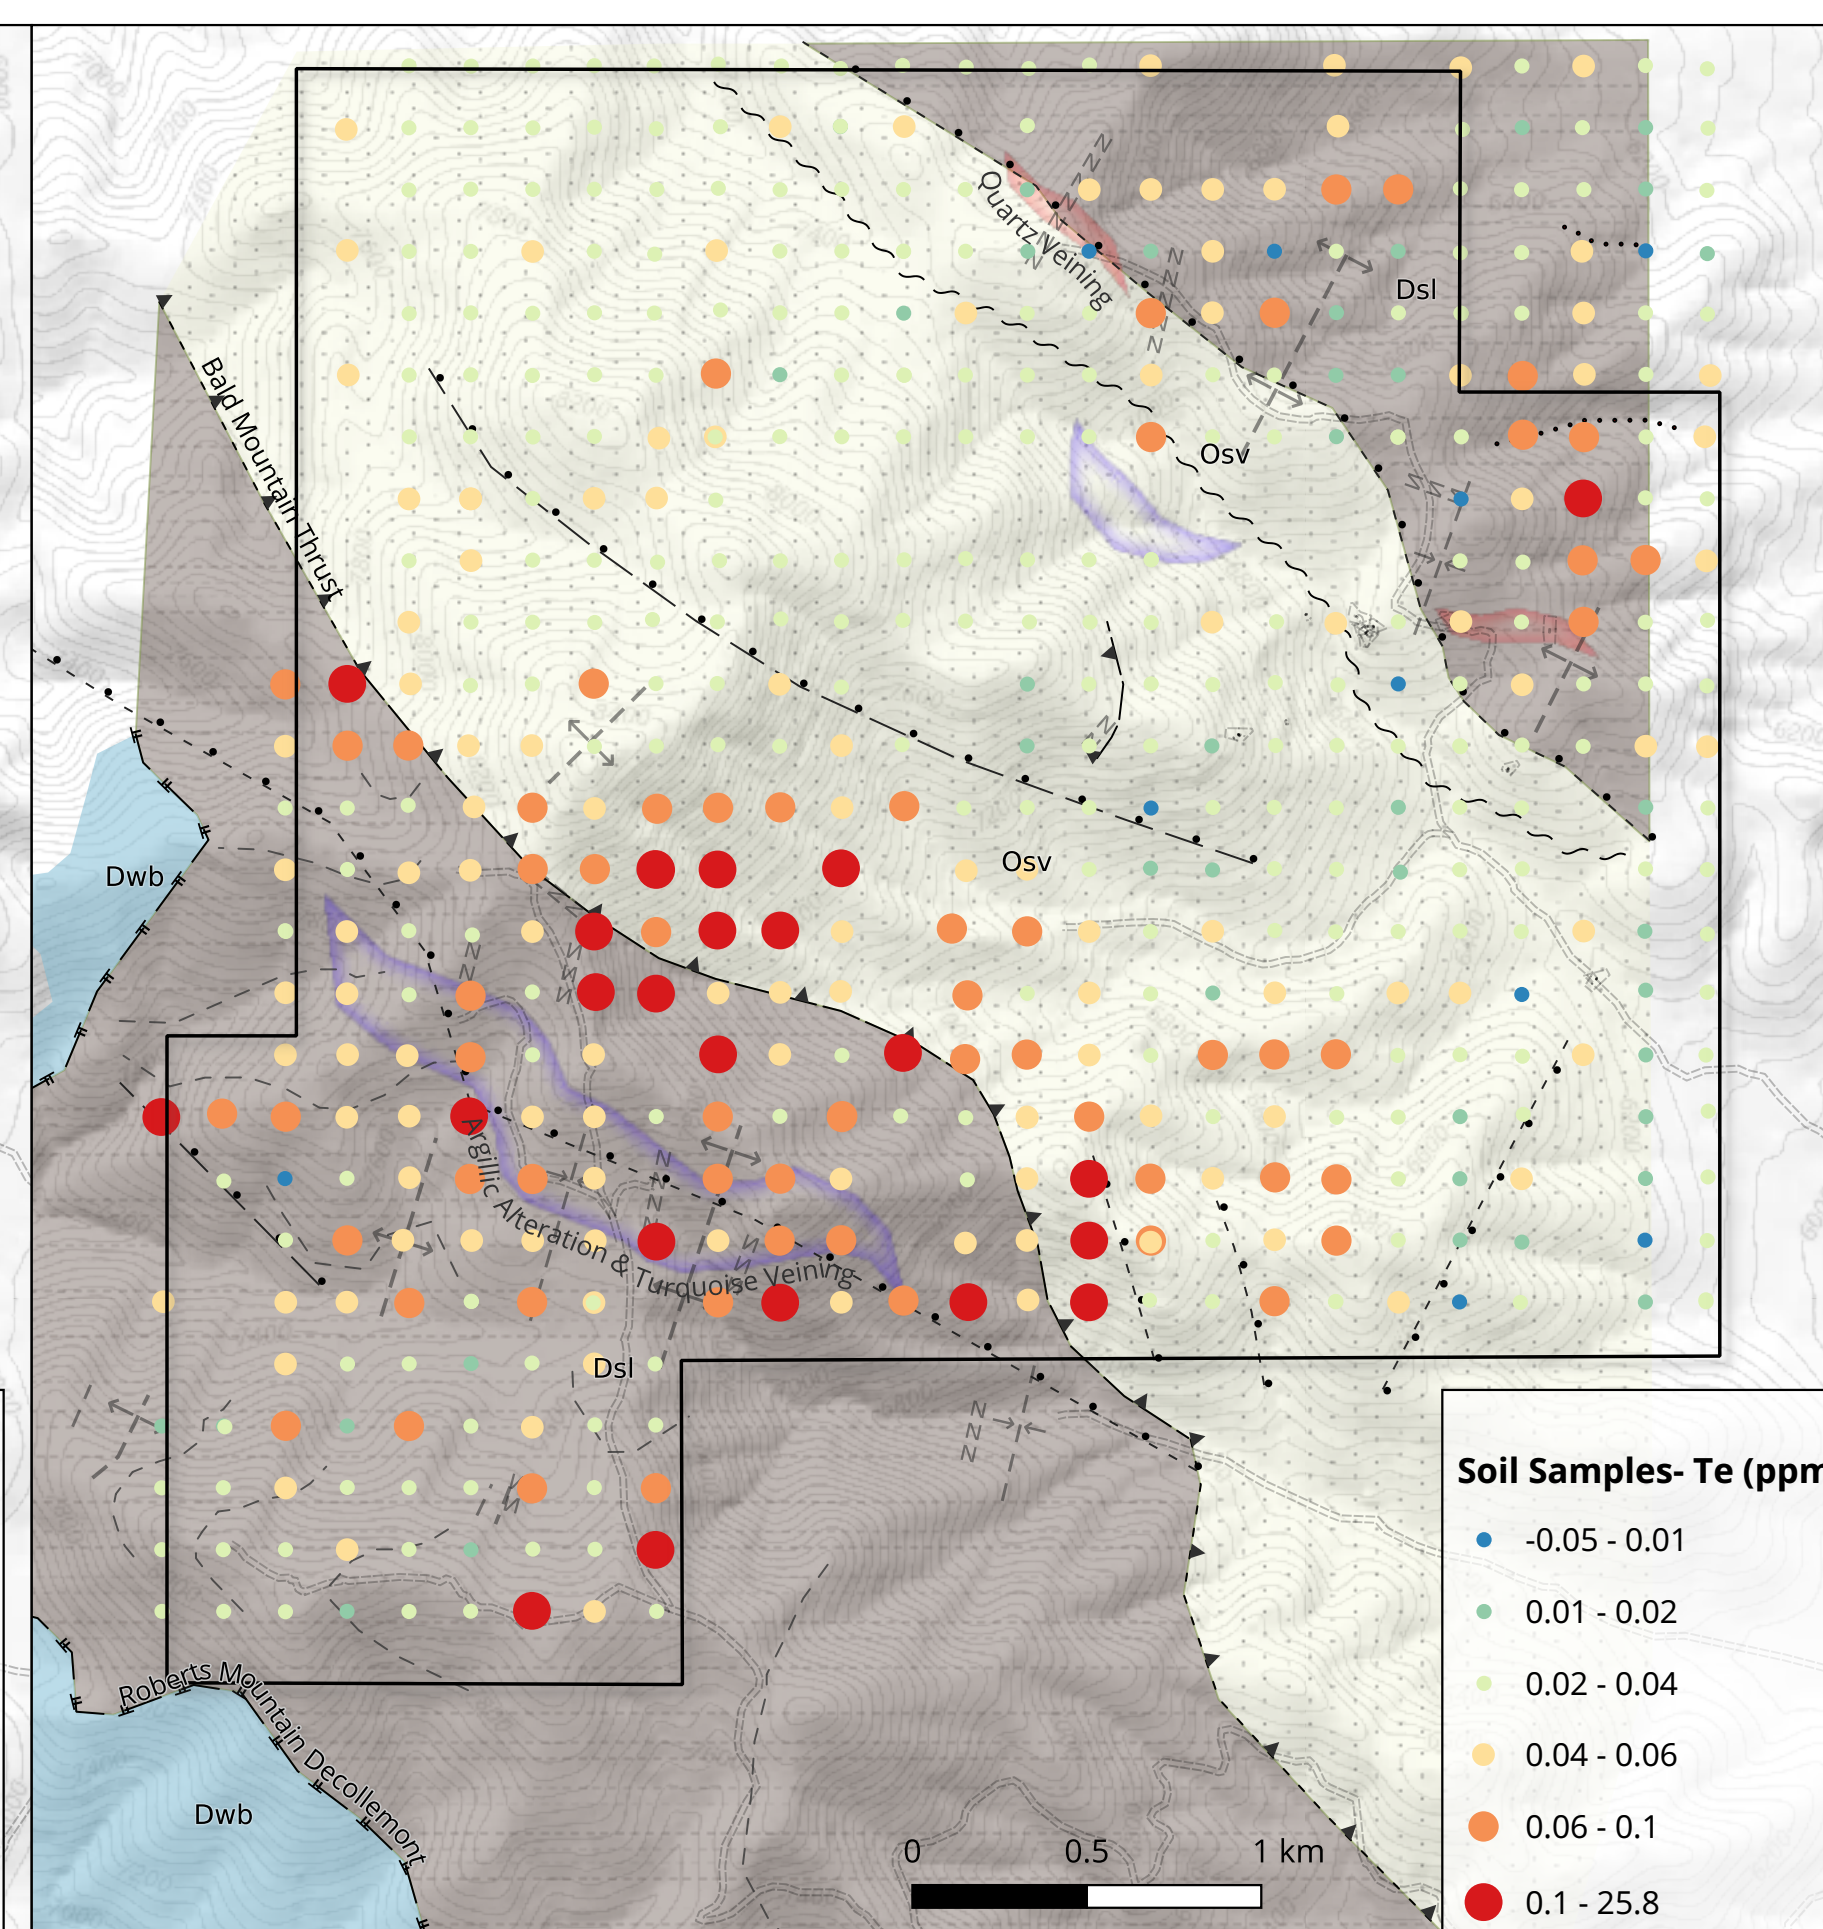 Quartz Veining
Dsl
Bald Mountain Thrust
Osv
Osv
Dwb
Argillic Alteration & Turquoise Veining
Dsl
Roberts Mountain Decollemont
Dwb
0 0.5 1 km
Soil Samples- Te (ppm
-0.05 - 0.01
0.01 - 0.02
0.02 - 0.04
0.04 - 0.06
0.06 - 0.1
0.1 - 25.8